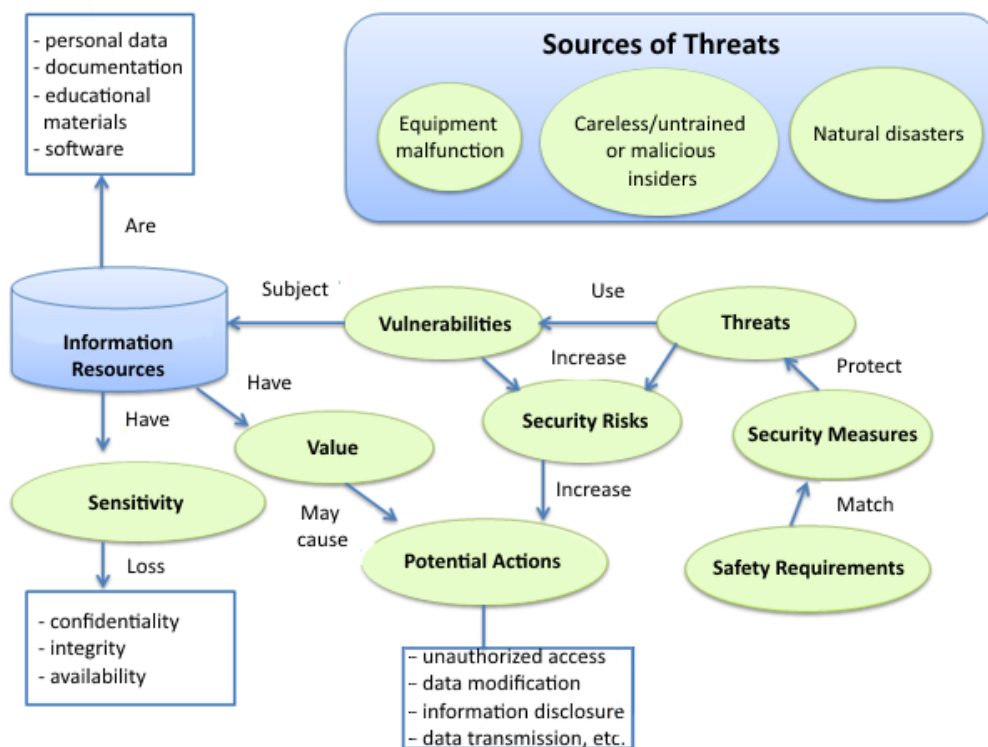 - personal data
- documentation
- educational
materials
- software
Sources of Threats
Equipment
malfunction
Careless/untrained
or malicious
insiders
Natural disasters
Are
Subject
Use
Information
Resources
Vulnerabilities
Threats
Increase
Protect
Have
Have
Value
Security Risks
Security Measures
Sensitivity
May
cause
Increase
Match
Loss
Potential Actions
Safety Requirements
- confidentiality
- integrity
- availability
– unauthorized access
– data modification
– information disclosure
– data transmission, etc.